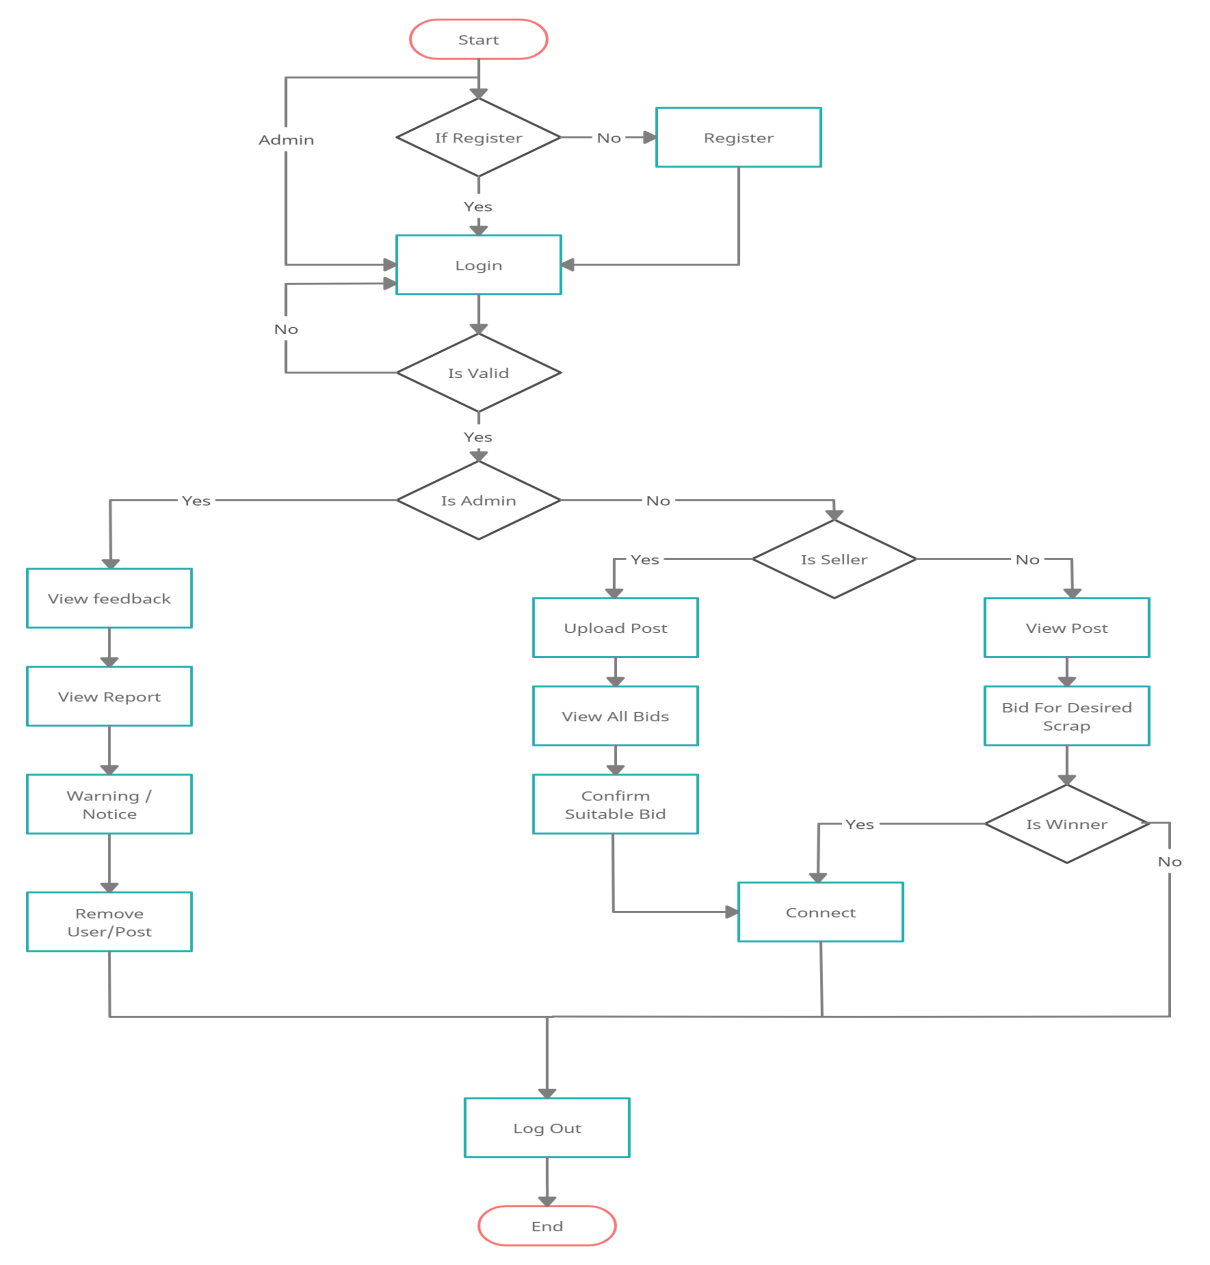 Start
Admin
If Register
No
Register
Yes
Login
No
Is Valid
Yes
Is Admin
Yes
No
Is Seller
Yes
No
View feedback
Upload Post
View Post
View Report
View All Bids
Bid For Desired
Scrap
Warning /
Notice
Confirm
Suitable Bid
Is Winner
Yes
No
Remove
User/Post
Connect
Log Out
End